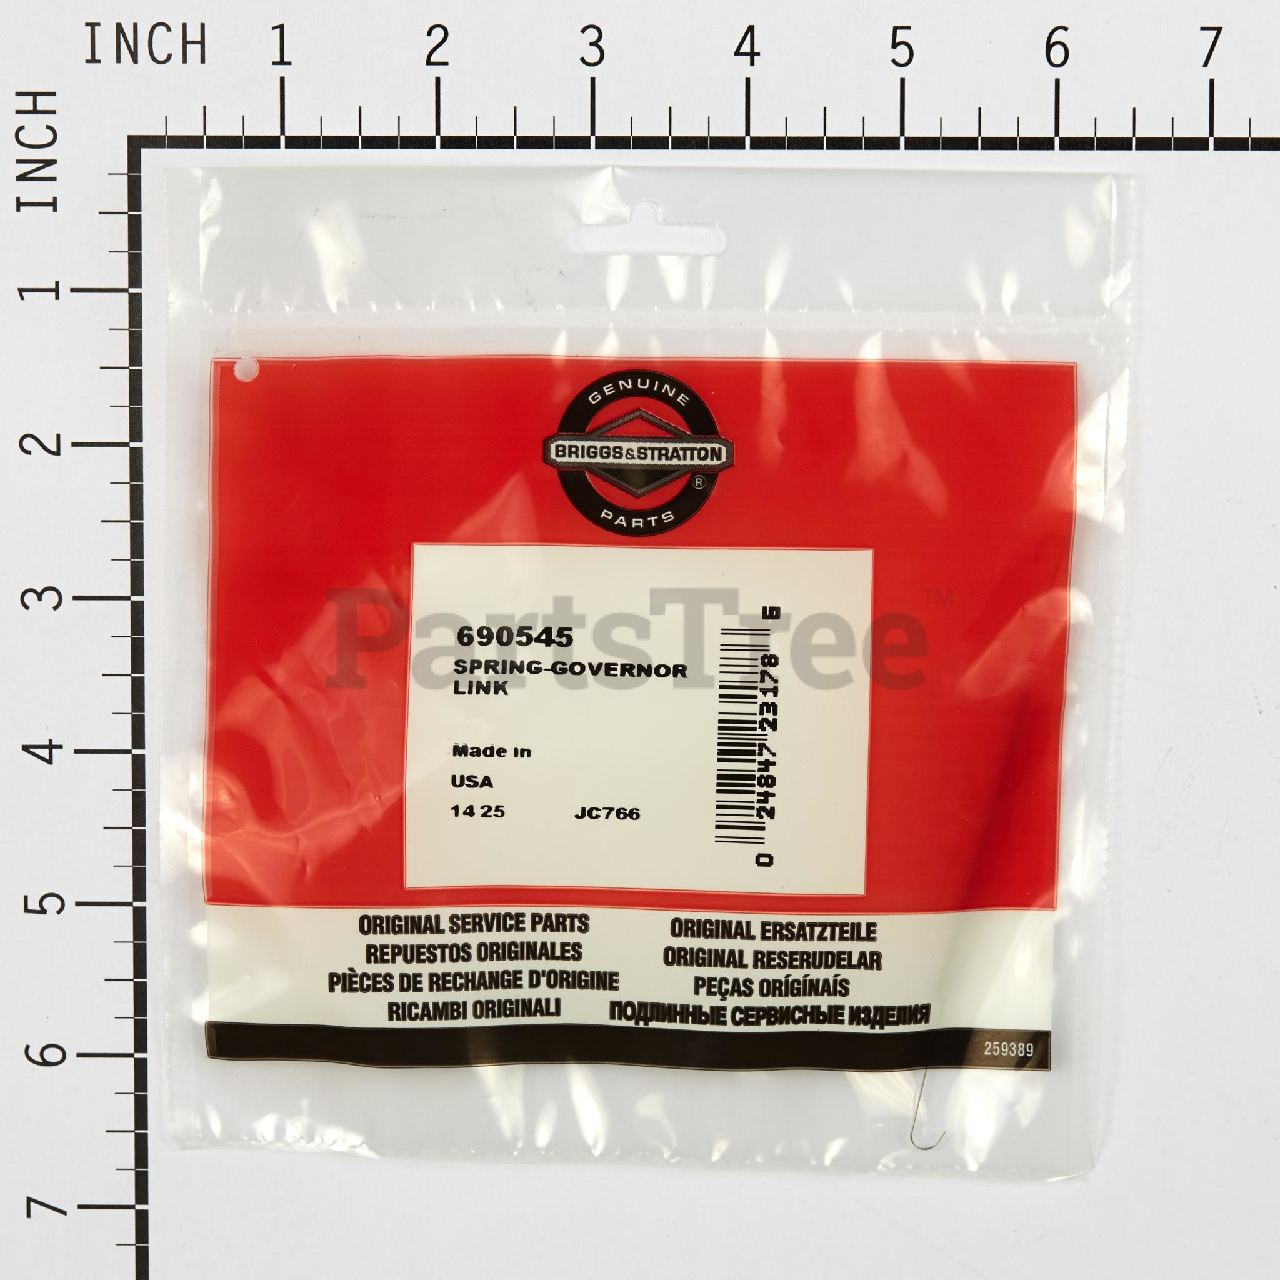 INCH 1 2 3 4 5 6 7
INCH 1 2 3 4 5 6 7
GENUINE
BRIGGS&STRATTON
®
PARTS
PartsTree™
690545
SPRING-GOVERNOR
LINK
Made in
USA
14 25 JC766
0 24847 23178 6
ORIGINAL SERVICE PARTS
REPUESTOS ORIGINALES
PIÈCES DE RECHANGE D'ORIGINE
RICAMBI ORIGINALI
ORIGINAL ERSATZTEILE
ORIGINAL RESERUDELAR
PEÇAS ORÍGÍNAÍS
ПОДЛИННЫЕ СЕРВИСНЫЕ ИЗДЕЛИЯ
259389